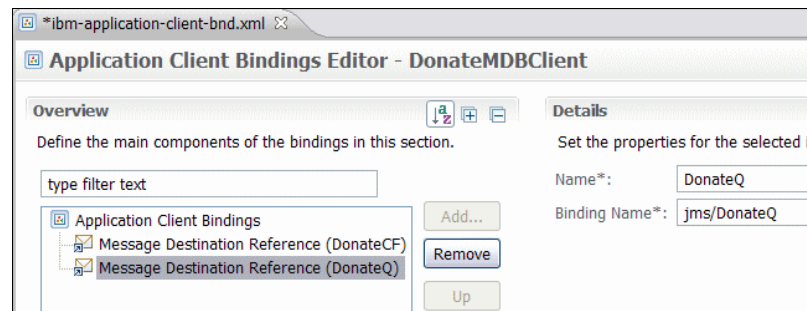 *ibm-application-client-bnd.xml
Application Client Bindings Editor - DonateMDBClient
Overview
Define the main components of the bindings in this section.
type filter text
Application Client Bindings
Message Destination Reference (DonateCF)
Message Destination Reference (DonateQ)
Add...
Remove
Up
Details
Set the properties for the selected
Name*: DonateQ
Binding Name*: jms/DonateQ